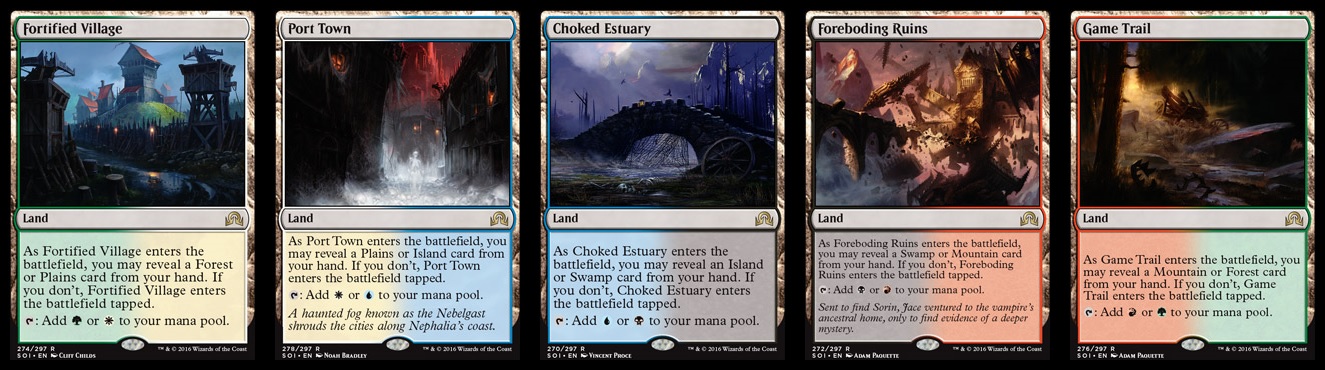 Fortified Village
Land
As Fortified Village enters the
battlefield, you may reveal a Forest
or Plains card from your hand. If
you don't, Fortified Village enters
the battlefield tapped.
: Add or to your mana pool.
274/297 R
SOI • EN Cliff Childs
™ & © 2016 Wizards of the Coast
Port Town
Land
As Port Town enters the battlefield, you
may reveal a Plains or Island card from
your hand. If you don't, Port Town
enters the battlefield tapped.
: Add or to your mana pool.
A haunted fog known as the Nebelgast
shrouds the cities along Nephalia's coast.
278/297 R
SOI • EN Noah Bradley
™ & © 2016 Wizards of the Coast
Choked Estuary
Land
As Choked Estuary enters the
battlefield, you may reveal an Island
or Swamp card from your hand. If
you don't, Choked Estuary enters
the battlefield tapped.
: Add or to your mana pool.
270/297 R
SOI • EN Vincent Proce
™ & © 2016 Wizards of the Coast
Foreboding Ruins
Land
As Foreboding Ruins enters the battlefield,
you may reveal a Swamp or Mountain card
from your hand. If you don't, Foreboding
Ruins enters the battlefield tapped.
: Add or to your mana pool.
Sent to find Sorin, Jace ventured to the vampire's
ancestral home, only to find evidence of a deeper
mystery.
272/297 R
SOI • EN Adam Paquette
™ & © 2016 Wizards of the Coast
Game Trail
Land
As Game Trail enters the battlefield, you
may reveal a Mountain or Forest card
from your hand. If you don't, Game
Trail enters the battlefield tapped.
: Add or to your mana pool.
276/297 R
SOI • EN Adam Paquette
™ & © 2016 Wizards of the Coast